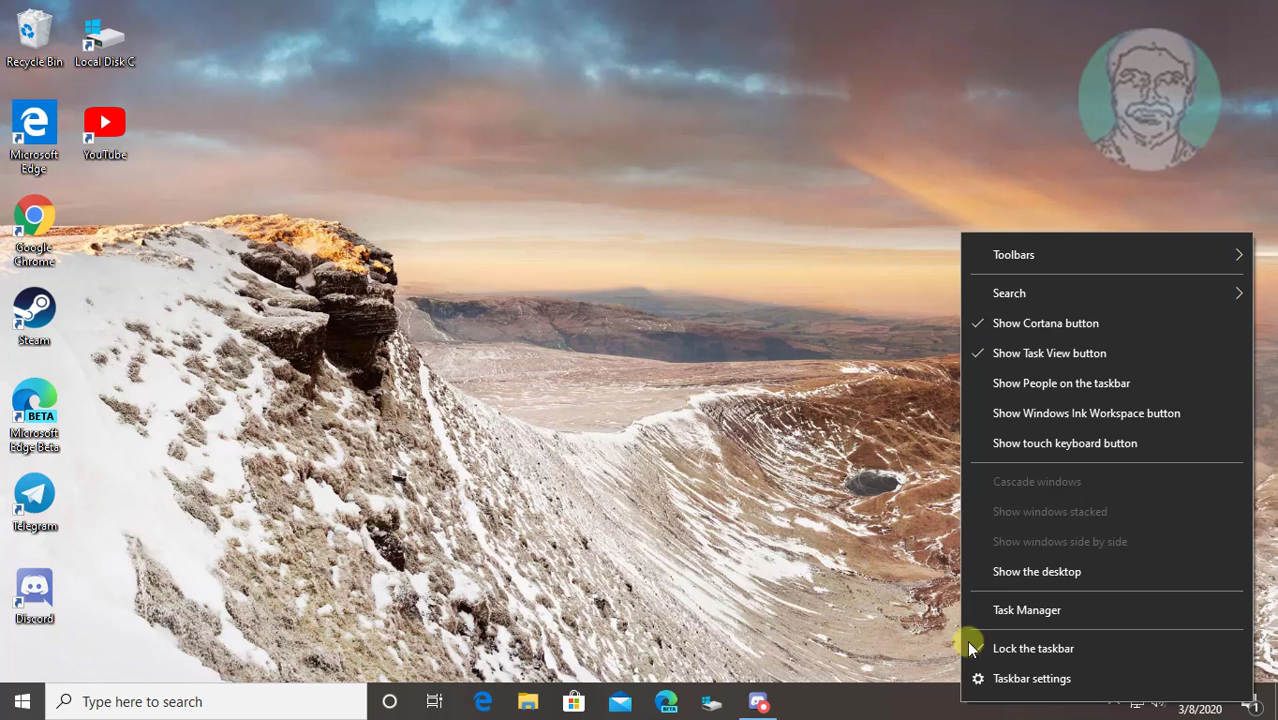 Recycle Bin
Local Disk C
Microsoft
Edge
YouTube
Google
Chrome
Steam
BETA
Microsoft
Edge Beta
Telegram
Discord
Toolbars
Search
Show Cortana button
Show Task View button
Show People on the taskbar
Show Windows Ink Workspace button
Show touch keyboard button
Cascade windows
Show windows stacked
Show windows side by side
Show the desktop
Task Manager
Lock the taskbar
Taskbar settings
Type here to search
BETA
3/8/2020
1